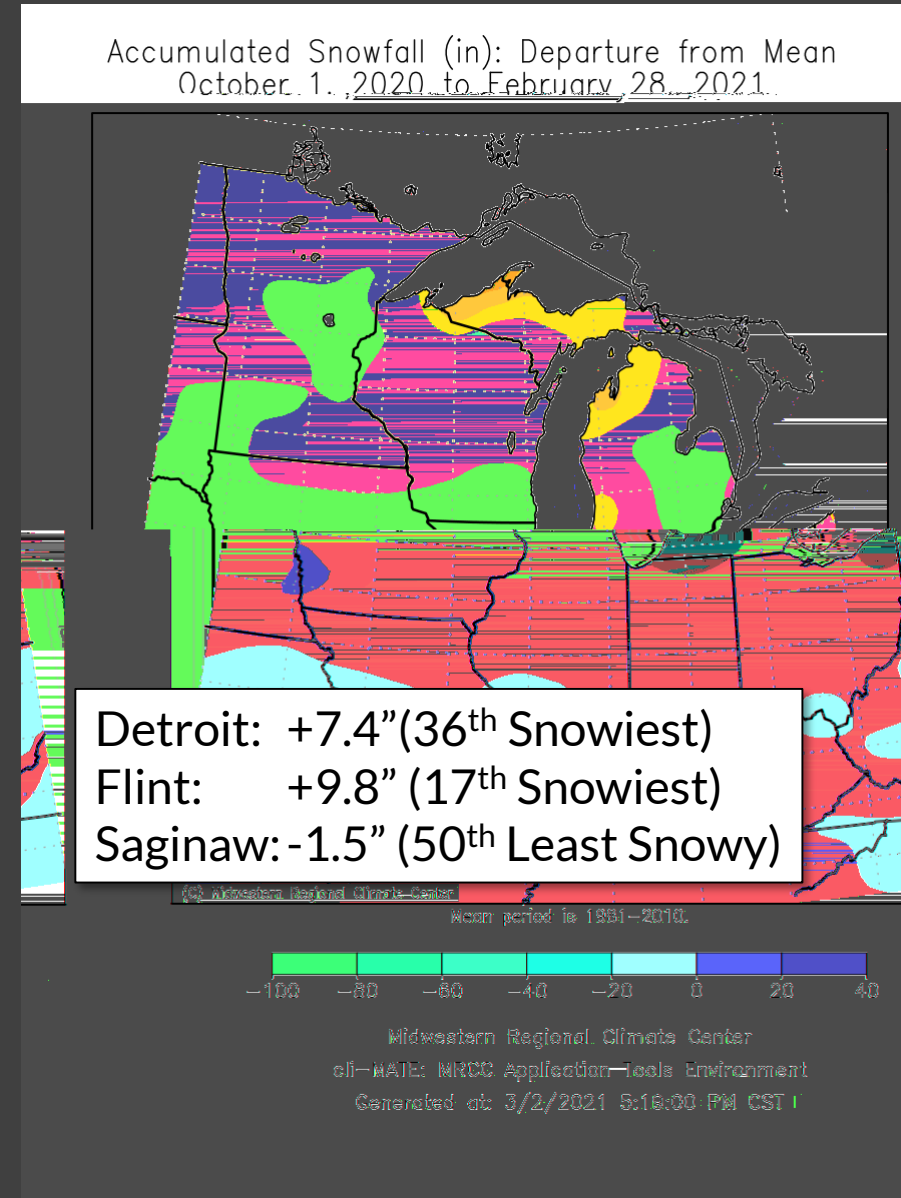 Accumulated Snowfall (in): Departure from Mean
October 1, 2020 to February 28, 2021
Detroit: +7.4”(36th Snowiest)
Flint: +9.8” (17th Snowiest)
Saginaw: -1.5” (50th Least Snowy)
(C) Midwestern Regional Climate Center
Mean period is 1981–2010.
−100 −80 −60 −40 −20 0 20 40
Midwestern Regional Climate Center
cli–MATE: MRCC Application Tools Environment
Generated at: 3/2/2021 5:18:00 PM CST